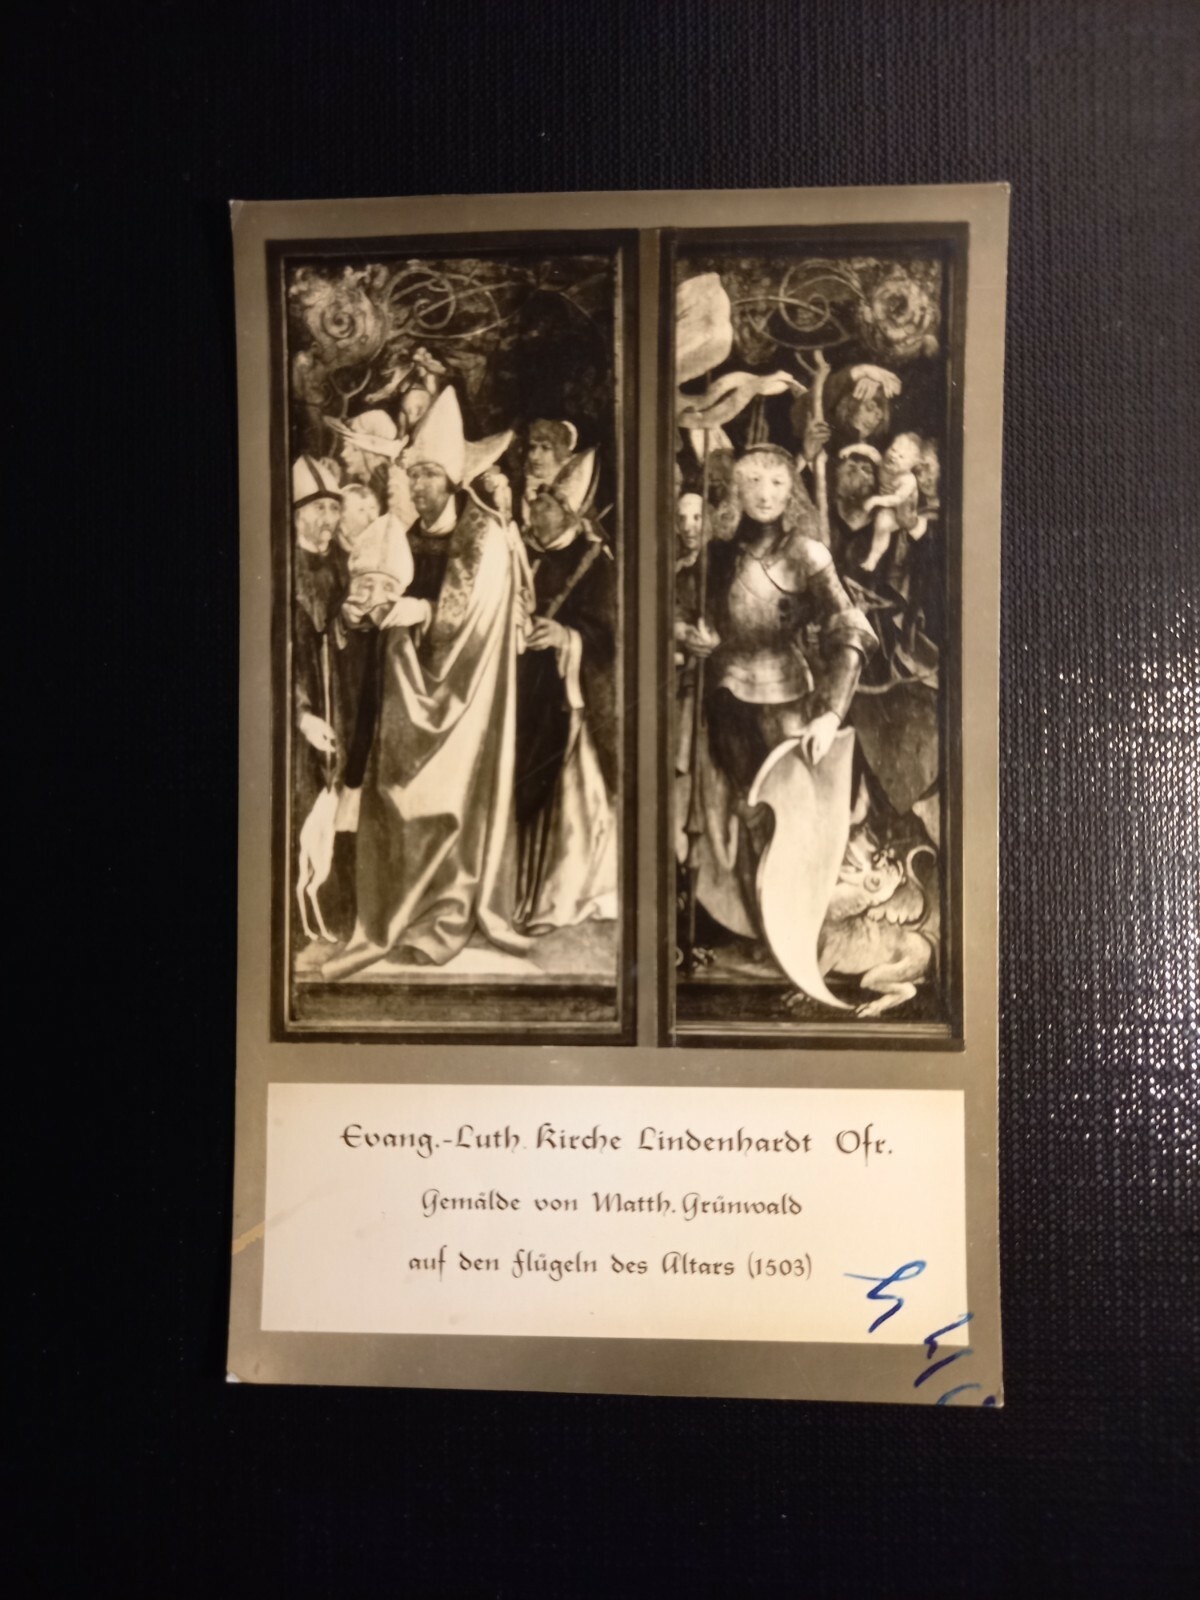 Evang.-Luth. Kirche Lindenhardt Ofr.
Gemälde von Matth. Grünwald
auf den Flügeln des Altars (1503)